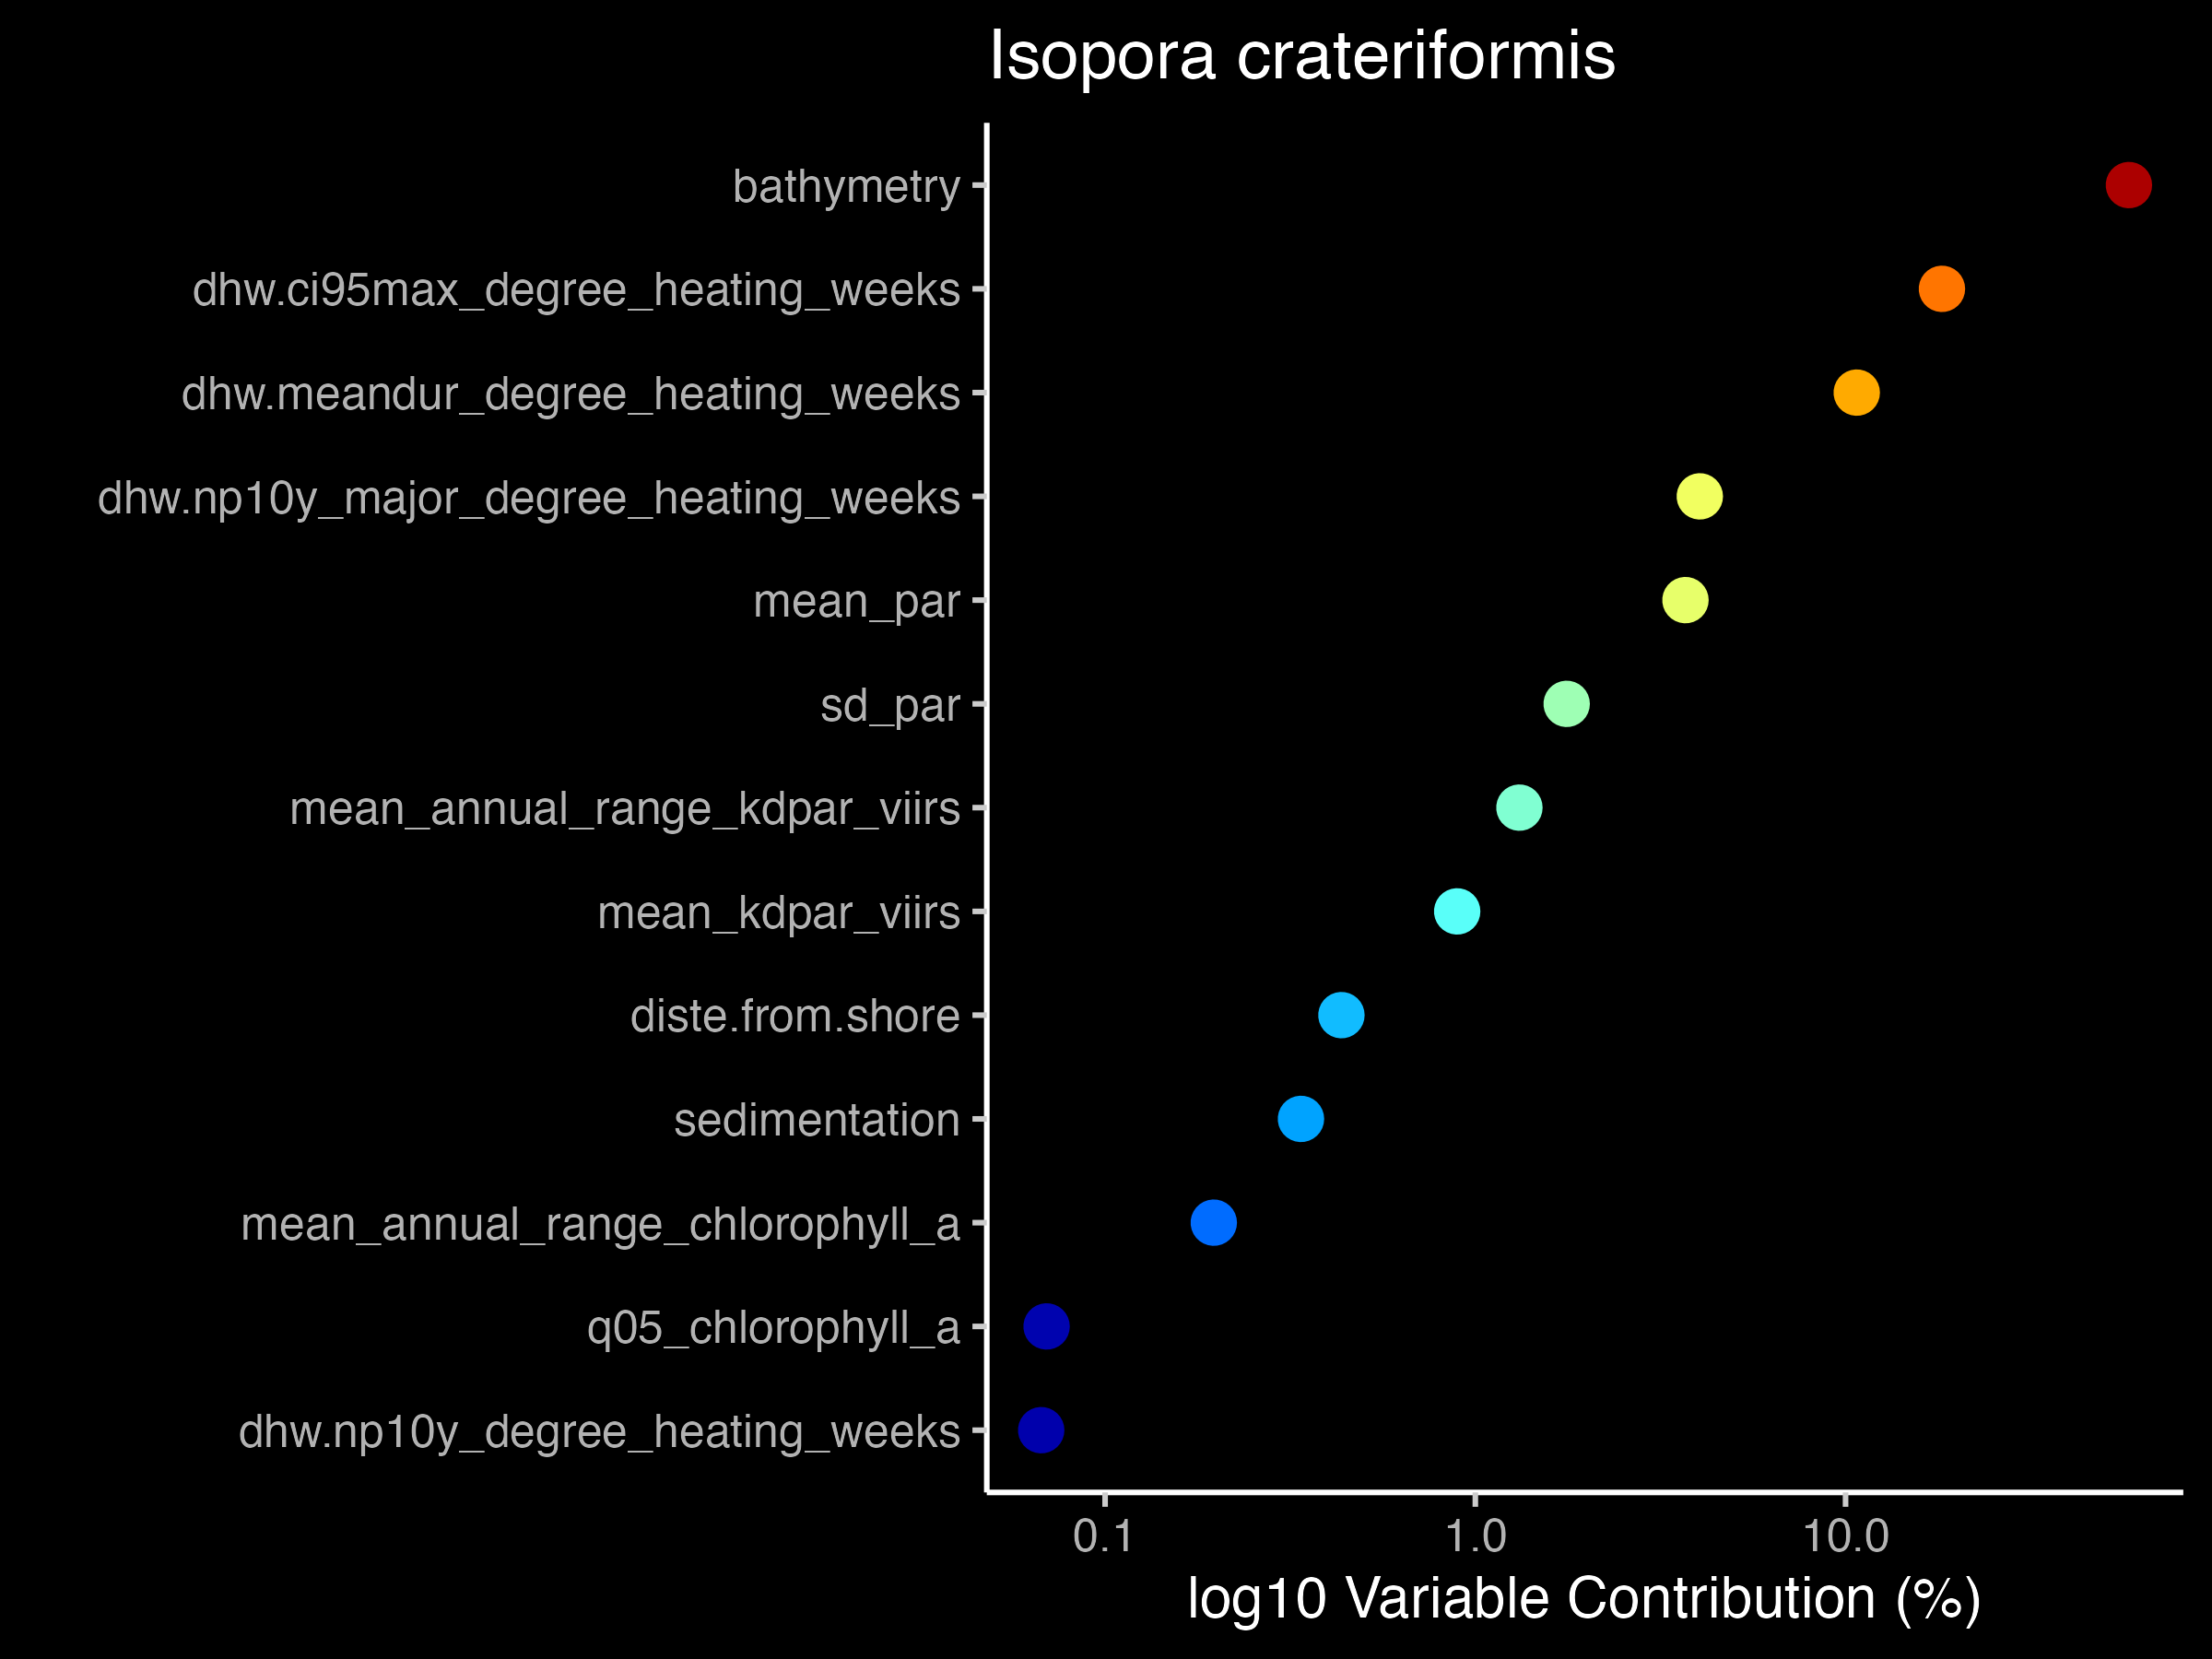 Isopora crateriformis
bathymetry
dhw.ci95max_degree_heating_weeks
dhw.meandur_degree_heating_weeks
dhw.np10y_major_degree_heating_weeks
mean_par
sd_par
mean_annual_range_kdpar_viirs
mean_kdpar_viirs
diste.from.shore
sedimentation
mean_annual_range_chlorophyll_a
q05_chlorophyll_a
dhw.np10y_degree_heating_weeks
0.1 1.0 10.0
log10 Variable Contribution (%)